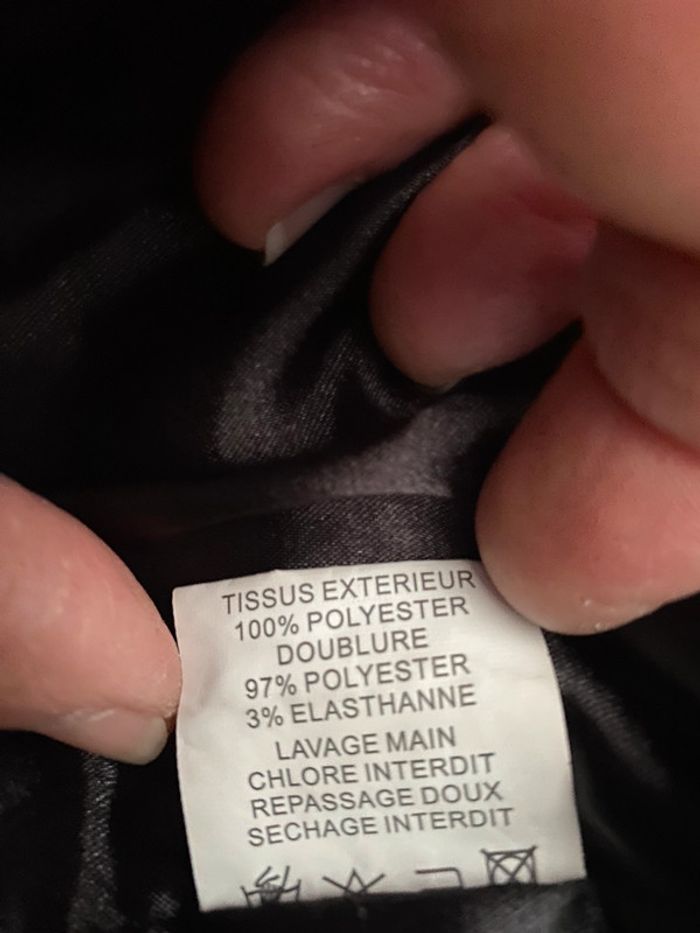 TISSUS EXTERIEUR
100% POLYESTER
DOUBLURE
97% POLYESTER
3% ELASTHANNE
LAVAGE MAIN
CHLORE INTERDIT
REPASSAGE DOUX
SECHAGE INTERDIT